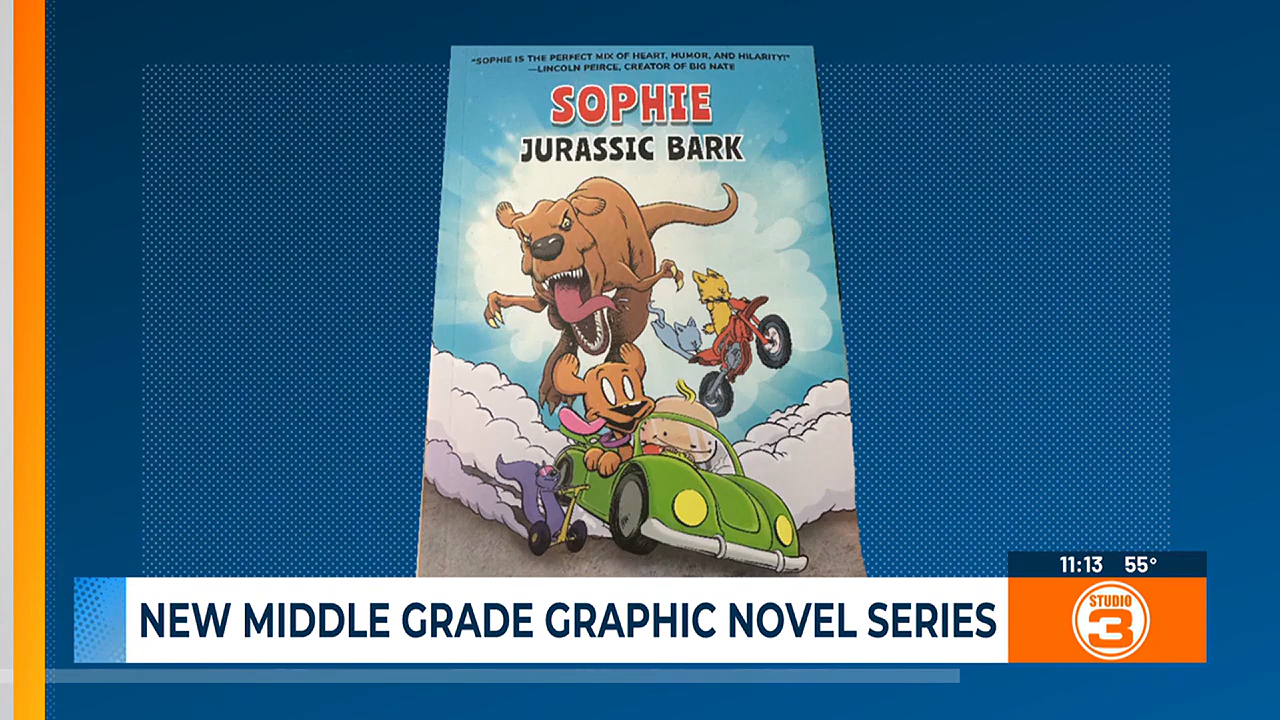 "SOPHIE IS THE PERFECT MIX OF HEART, HUMOR, AND HILARITY!"
—LINCOLN PEIRCE, CREATOR OF BIG NATE
SOPHIE
JURASSIC BARK
11:13 55°
NEW MIDDLE GRADE GRAPHIC NOVEL SERIES
STUDIO
3